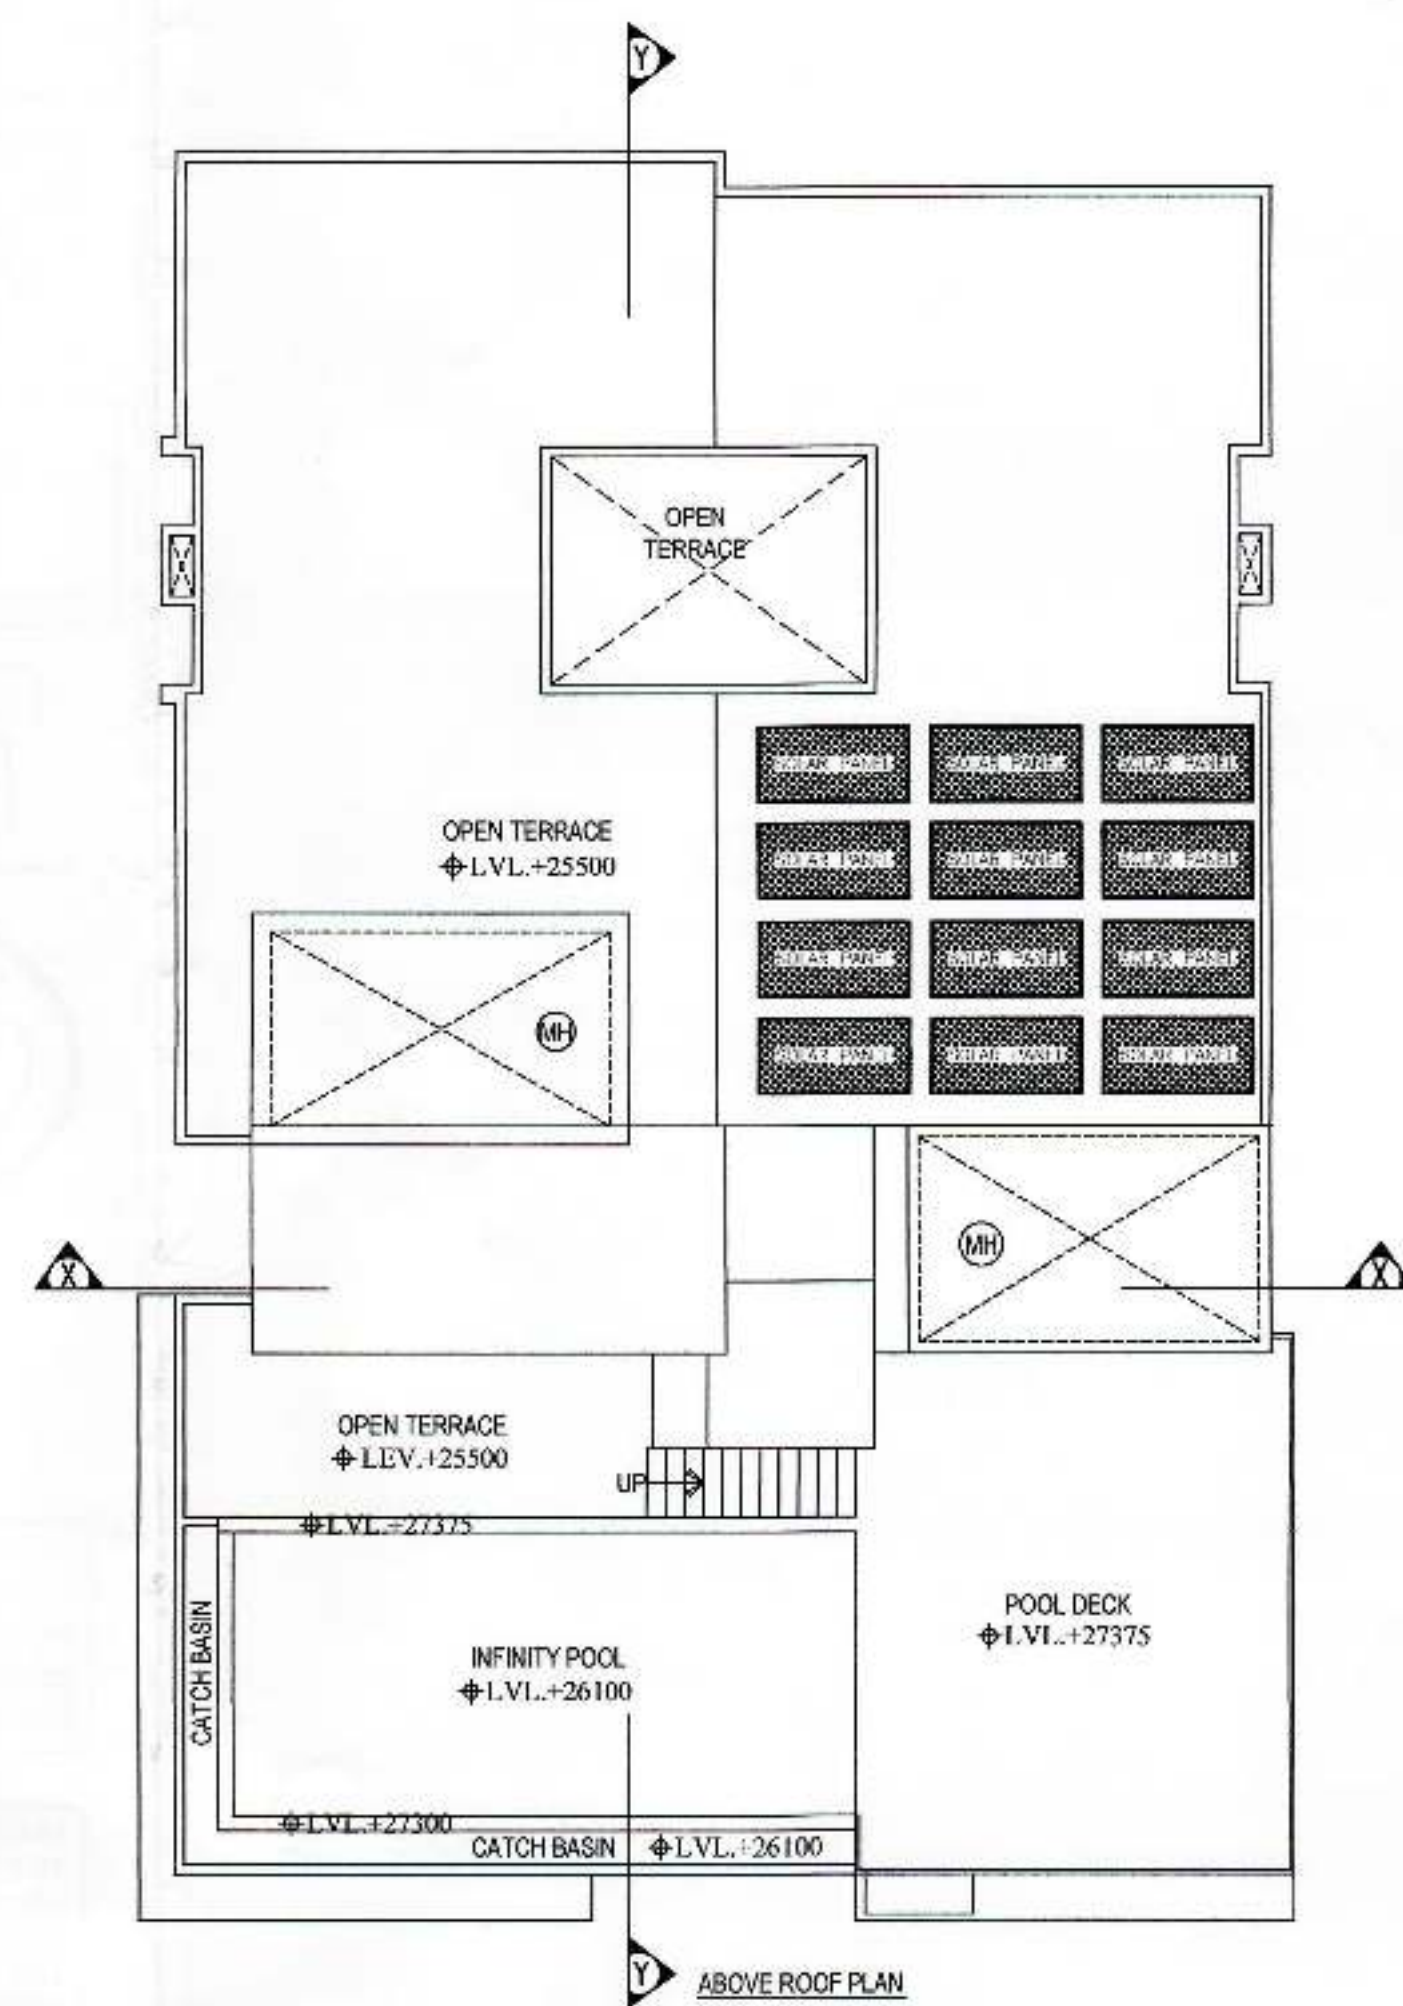 Y
OPEN
TERRACE
SOLAR PANEL SOLAR PANEL SOLAR PANEL
SOLAR PANEL SOLAR PANEL SOLAR PANEL
SOLAR PANEL SOLAR PANEL SOLAR PANEL
SOLAR PANEL SOLAR PANEL SOLAR PANEL
OPEN TERRACE
LVL.+25500
MH
MH
X
X
OPEN TERRACE
LEV.+25500
UP
LVL.+27375
CATCH BASIN
INFINITY POOL
LVL.+26100
POOL DECK
LVL.+27375
LVL.+27300
CATCH BASIN LVL.+26100
Y
ABOVE ROOF PLAN